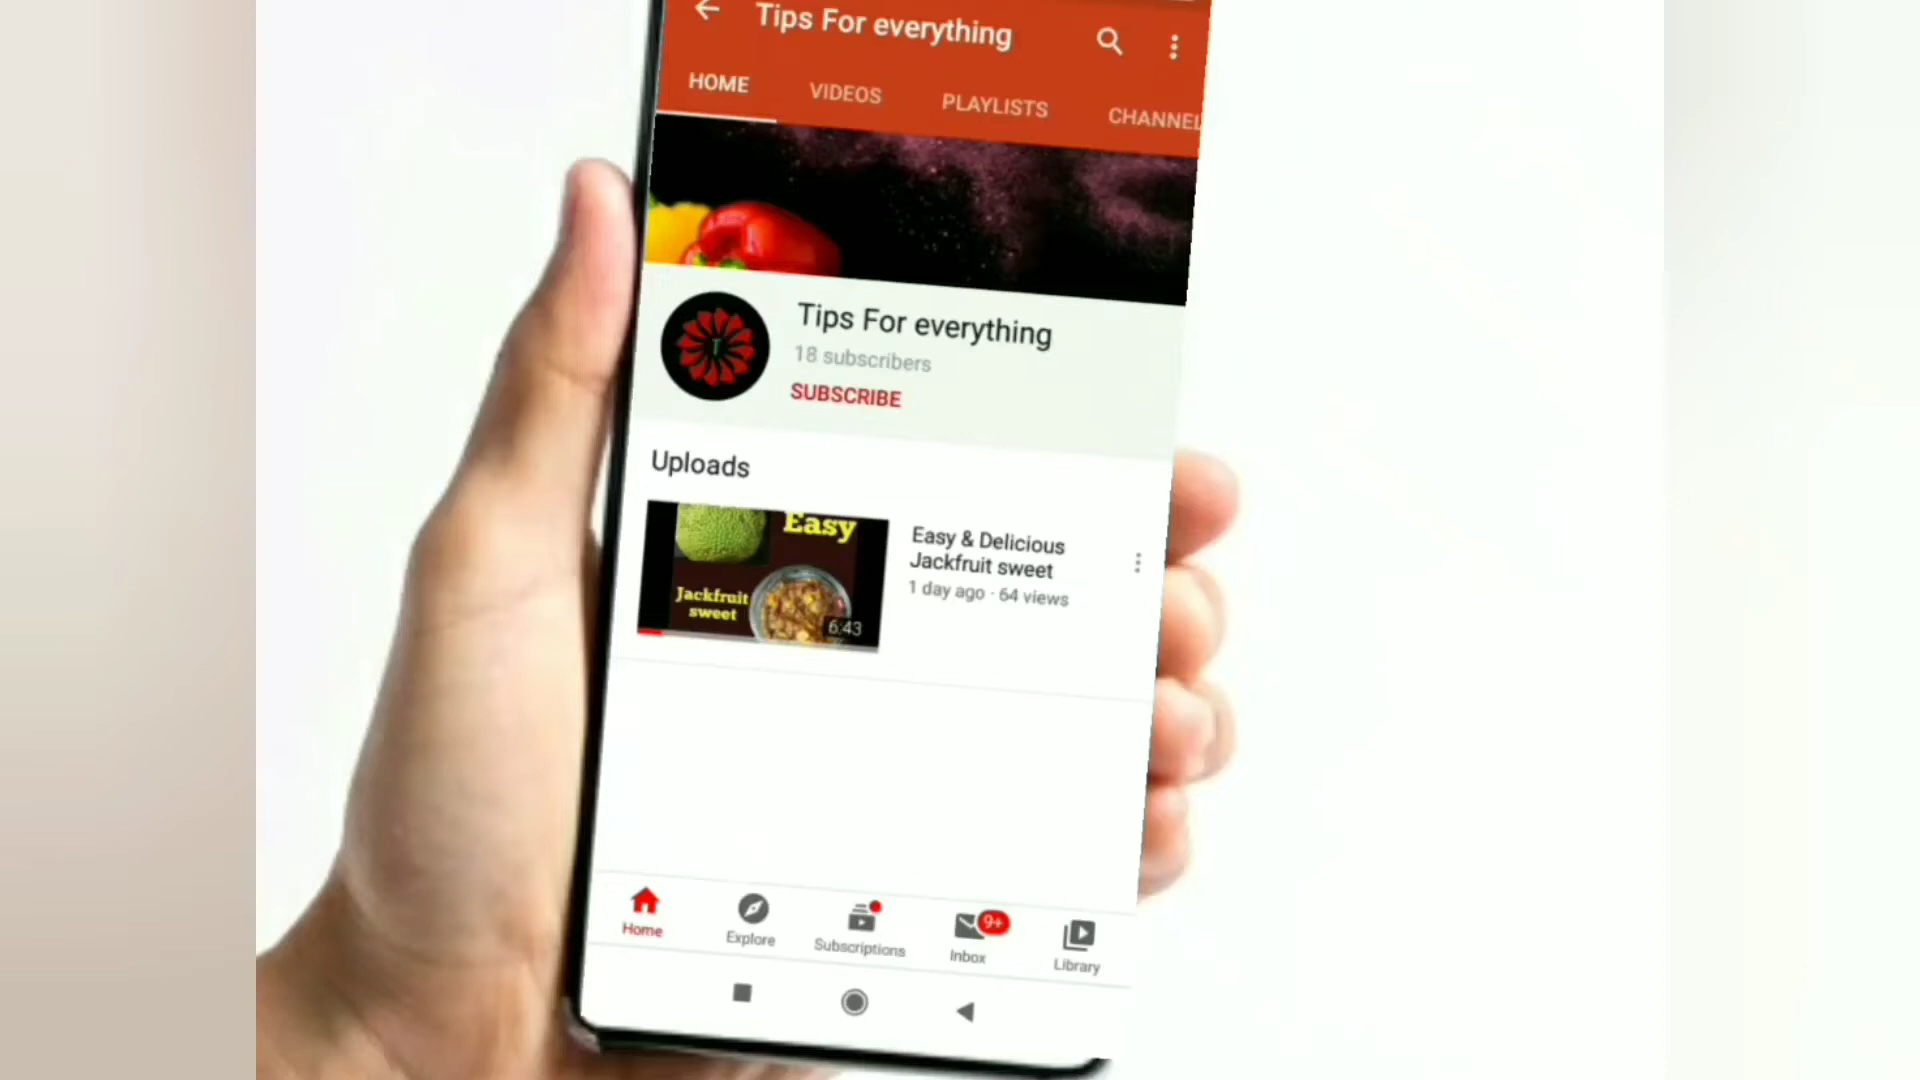 Tips For everything
HOME VIDEOS PLAYLISTS CHANNEL
Tips For everything
18 subscribers
SUBSCRIBE
Uploads
Easy
Jackfruit
sweet
6:43
Easy & Delicious
Jackfruit sweet
1 day ago · 64 views
Home Explore Subscriptions Inbox 9+ Library